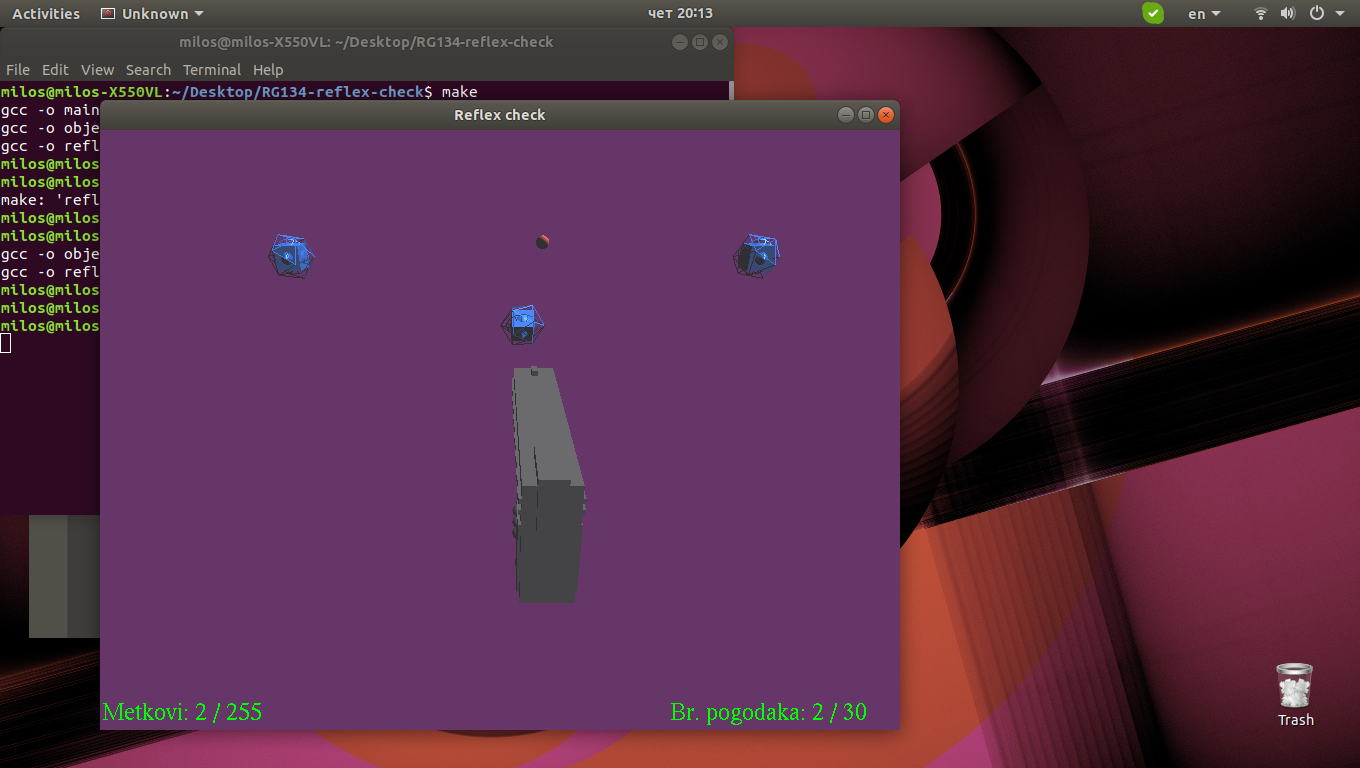 Activities Unknown чет 20:13 en
milos@milos-X550VL: ~/Desktop/RG134-reflex-check
File Edit View Search Terminal Help
milos@milos-X550VL:~/Desktop/RG134-reflex-check$ make
gcc -o main
gcc -o obje
gcc -o refl
milos@milos
milos@milos
make: 'refl
milos@milos
milos@milos
gcc -o obje
gcc -o refl
milos@milos
milos@milos
milos@milos
Reflex check
Metkovi: 2 / 255
Br. pogodaka: 2 / 30
Trash